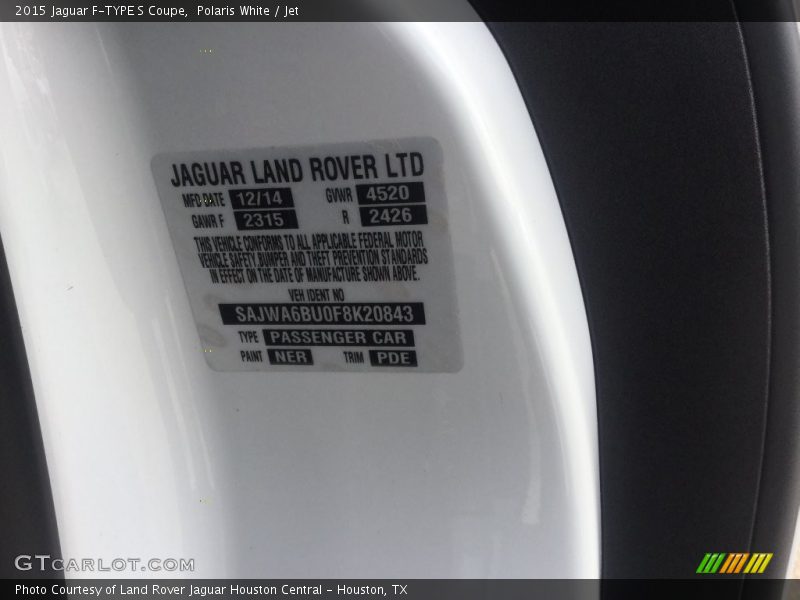 2015 Jaguar F-TYPE S Coupe,  Polaris White / Jet
JAGUAR LAND ROVER LTD
MFD DATE 12/14 GVWR 4520
GAWR F 2315 R 2426
THIS VEHICLE CONFORMS TO ALL APPLICABLE FEDERAL MOTOR
VEHICLE SAFETY BUMPER AND THEFT PREVENTION STANDARDS
IN EFFECT ON THE DATE OF MANUFACTURE SHOWN ABOVE.
VEH IDENT NO
SAJWA6BU0F8K20843
TYPE PASSENGER CAR
PAINT NER TRIM PDE
GTCARLOT.COM
Photo Courtesy of Land Rover Jaguar Houston Central - Houston, TX